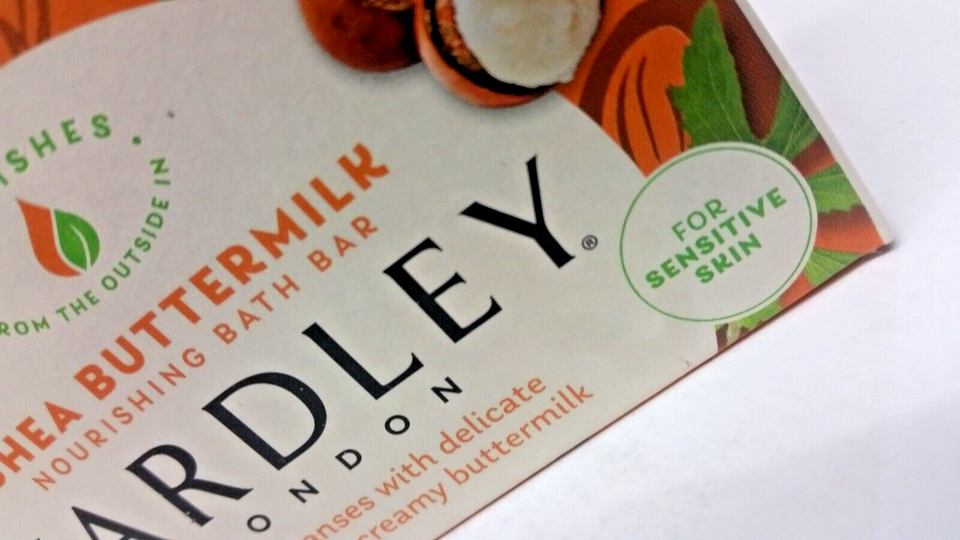 ISHES
FROM THE OUTSIDE IN
SHEA BUTTERMILK
NOURISHING BATH BAR
ARDLEY®
ONDON
anses with delicate
creamy buttermilk
FOR
SENSITIVE
SKIN